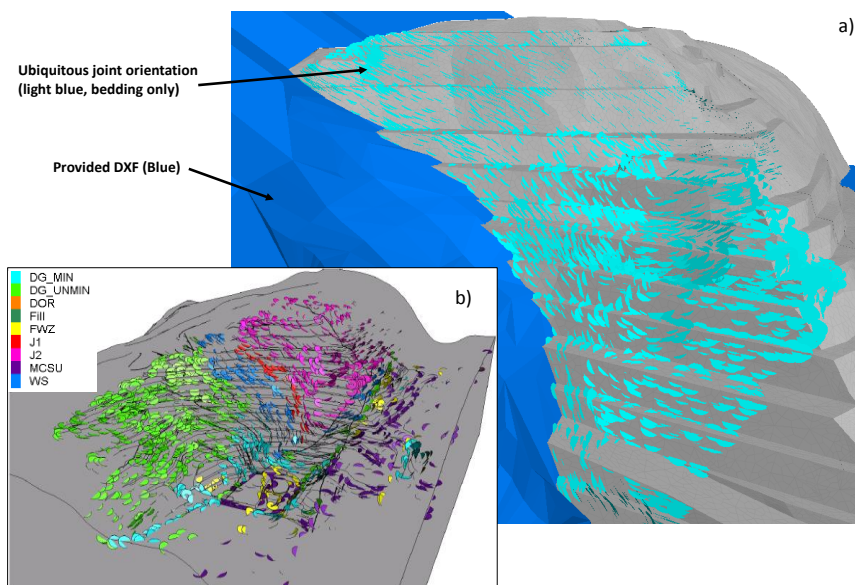 a)
Ubiquitous joint orientation
(light blue, bedding only)
Provided DXF (Blue)
b)
DG_MIN
DG_UNMIN
DOR
Fill
FWZ
J1
J2
MCSU
WS